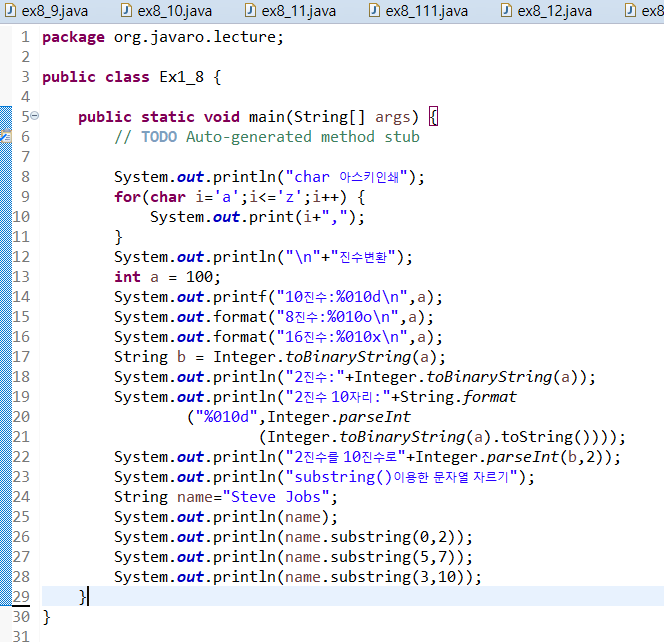 ex8_9.java ex8_10.java ex8_11.java ex8_111.java ex8_12.java ex8
1 package org.javaro.lecture;
2
3 public class Ex1_8 {
4
5 public static void main(String[] args) {
6 // TODO Auto-generated method stub
7
8 System.out.println("char 아스키인쇄");
9 for(char i='a';i<='z';i++) {
10 System.out.print(i+",");
11 }
12 System.out.println("\n"+"진수변환");
13 int a = 100;
14 System.out.printf("10진수:%010d\n",a);
15 System.out.format("8진수:%010o\n",a);
16 System.out.format("16진수:%010x\n",a);
17 String b = Integer.toBinaryString(a);
18 System.out.println("2진수:"+Integer.toBinaryString(a));
19 System.out.println("2진수 10자리:"+String.format
20 ("%010d",Integer.parseInt
21 (Integer.toBinaryString(a).toString())));
22 System.out.println("2진수를 10진수로"+Integer.parseInt(b,2));
23 System.out.println("substring()이용한 문자열 자르기");
24 String name="Steve Jobs";
25 System.out.println(name);
26 System.out.println(name.substring(0,2));
27 System.out.println(name.substring(5,7));
28 System.out.println(name.substring(3,10));
29 }
30 }
31